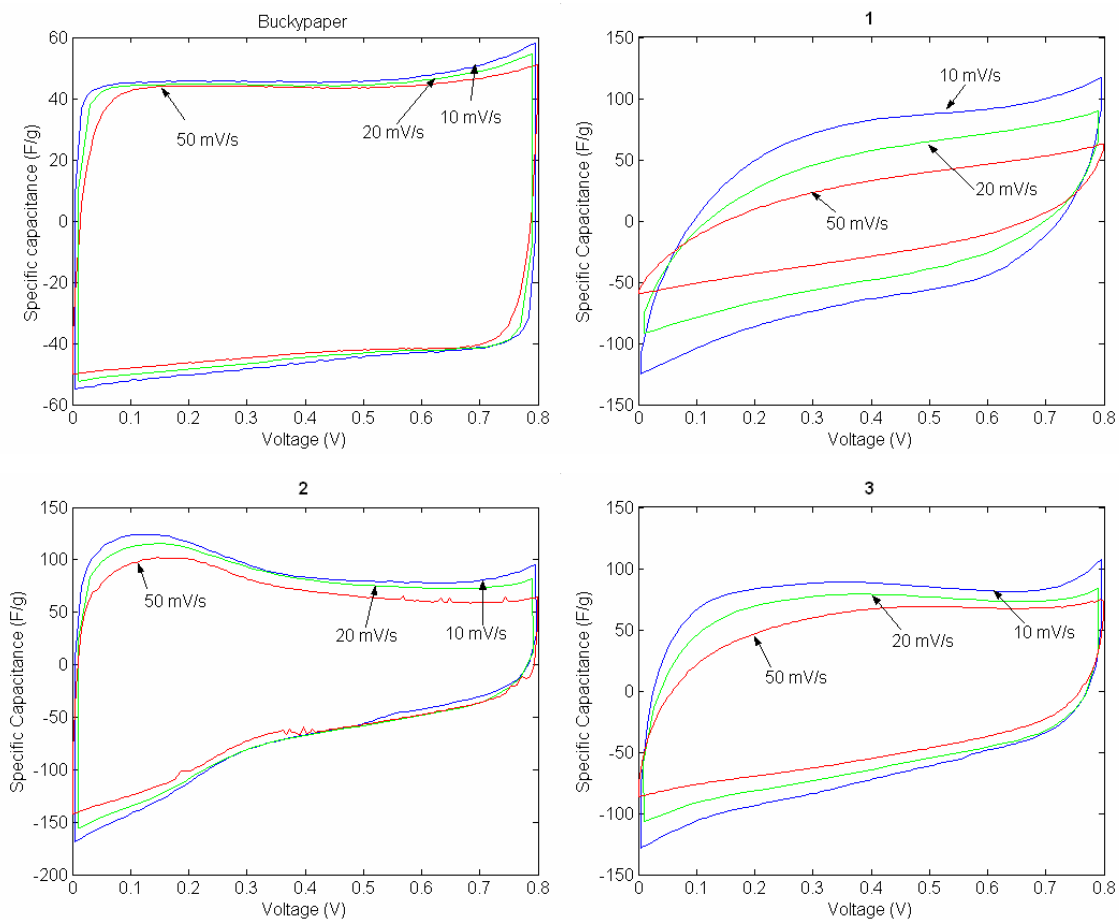 Buckypaper
60
40
20
0
-20
-40
-60
Specific capacitance (F/g)
50 mV/s
20 mV/s
10 mV/s
0 0.1 0.2 0.3 0.4 0.5 0.6 0.7 0.8
Voltage (V)
1
150
100
50
0
-50
-100
-150
Specific Capacitance (F/g)
10 mV/s
20 mV/s
50 mV/s
0 0.1 0.2 0.3 0.4 0.5 0.6 0.7 0.8
Voltage (V)
2
150
100
50
0
-50
-100
-150
-200
Specific Capacitance (F/g)
50 mV/s
20 mV/s
10 mV/s
0 0.1 0.2 0.3 0.4 0.5 0.6 0.7 0.8
Voltage (V)
3
150
100
50
0
-50
-100
-150
Specific Capacitance (F/g)
10 mV/s
20 mV/s
50 mV/s
0 0.1 0.2 0.3 0.4 0.5 0.6 0.7 0.8
Voltage (V)